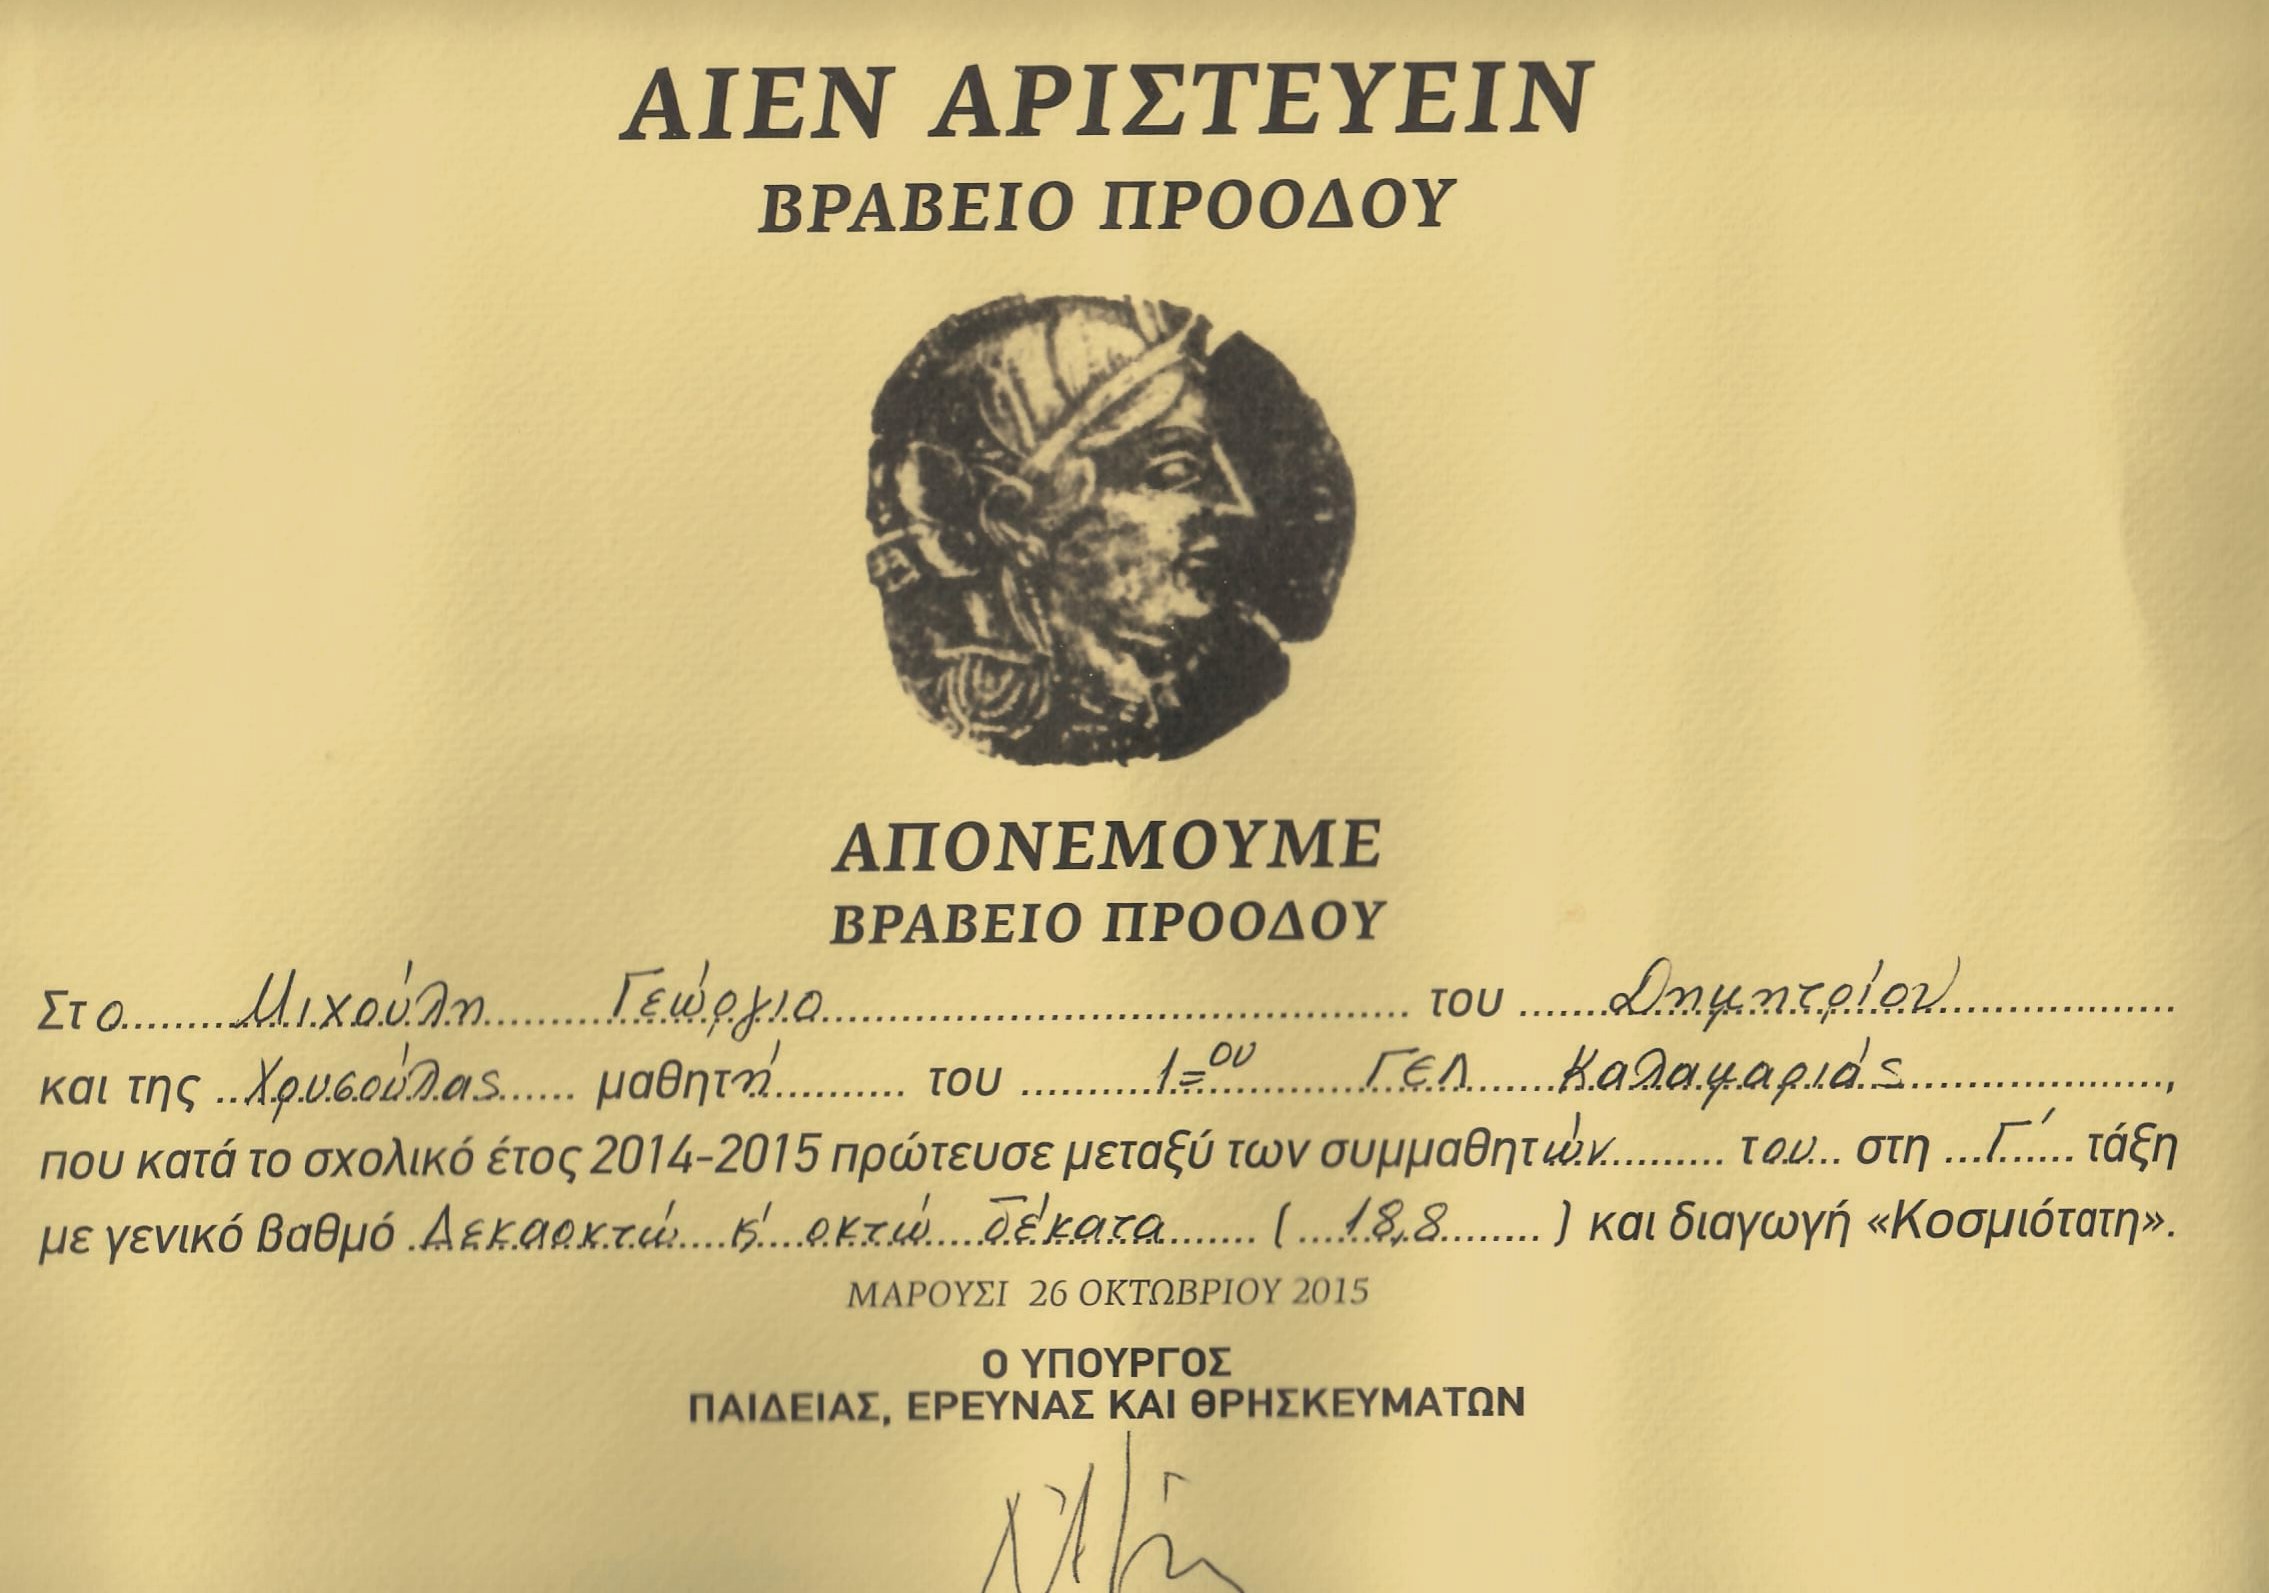 ΑΙΕΝ ΑΡΙΣΤΕΥΕΙΝ
ΒΡΑΒΕΙΟ ΠΡΟΟΔΟΥ
ΑΠΟΝΕΜΟΥΜΕ
ΒΡΑΒΕΙΟ ΠΡΟΟΔΟΥ
Στο Μιχούλη Γεώργιο του Δημητρίου
και της Χρυσούλας μαθητή του 1ου ΓΕΛ Καλαμαριάς,
που κατά το σχολικό έτος 2014-2015 πρώτευσε μεταξύ των συμμαθητών του στη Γ΄ τάξη
με γενικό βαθμό Δεκαοκτώ κ' οκτώ δέκατα (18,8) και διαγωγή «Κοσμιότατη».
ΜΑΡΟΥΣΙ 26 ΟΚΤΩΒΡΙΟΥ 2015
Ο ΥΠΟΥΡΓΟΣ
ΠΑΙΔΕΙΑΣ, ΕΡΕΥΝΑΣ ΚΑΙ ΘΡΗΣΚΕΥΜΑΤΩΝ